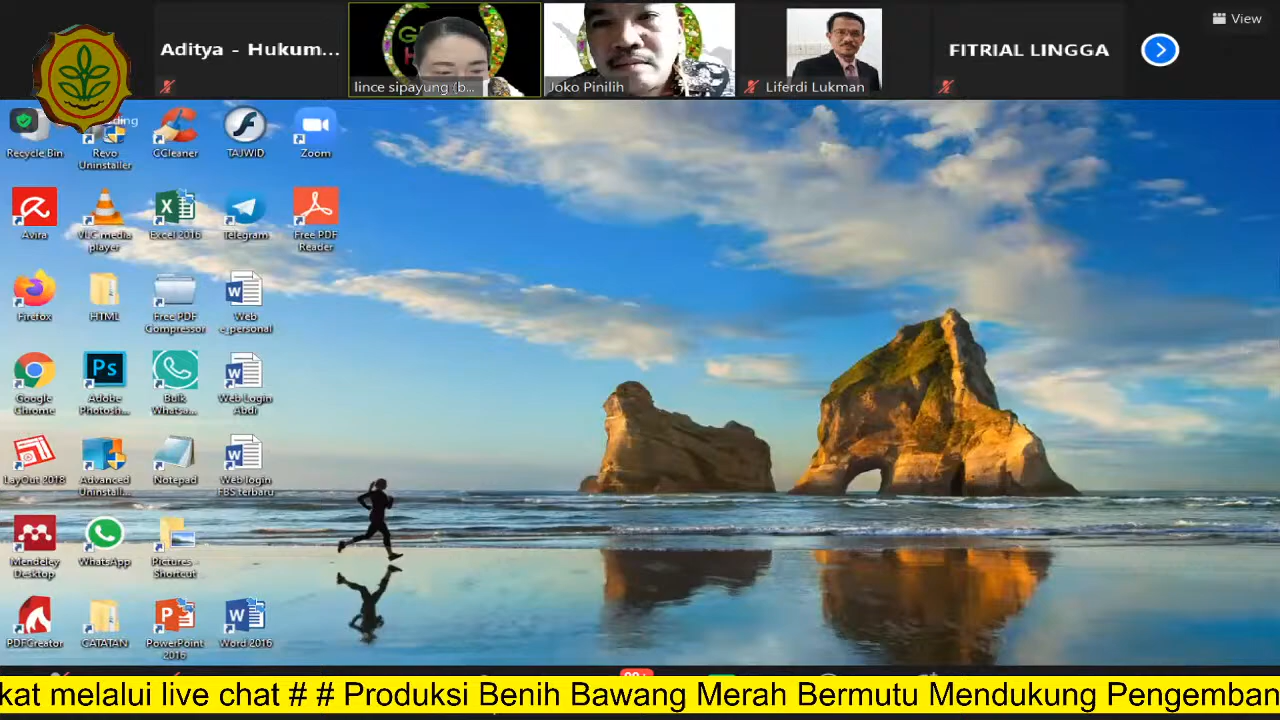 Aditya - Hukum...
lince sipayung (b...
Joko Pinilih
Liferdi Lukman
FITRIAL LINGGA
View
Recycle Bin
Revo
Uninstaller
CCleaner
TAJWID
Zoom
Avira
VLC media
player
Excel 2016
Telegram
Free PDF
Reader
Firefox
HTML
Free PDF
Compressor
Web
e_personal
Google
Chrome
Ps
Adobe
Photosh...
Bulk
Whatsa...
Web Login
Abdi
LayOut 2018
Advanced
Uninstall...
Notepad
Web login
FBS terbaru
Mendeley
Desktop
WhatsApp
Pictures -
Shortcut
PDFCreator
CATATAN
PowerPoint
2016
Word 2016
kat melalui live chat # # Produksi Benih Bawang Merah Bermutu Mendukung Pengemban